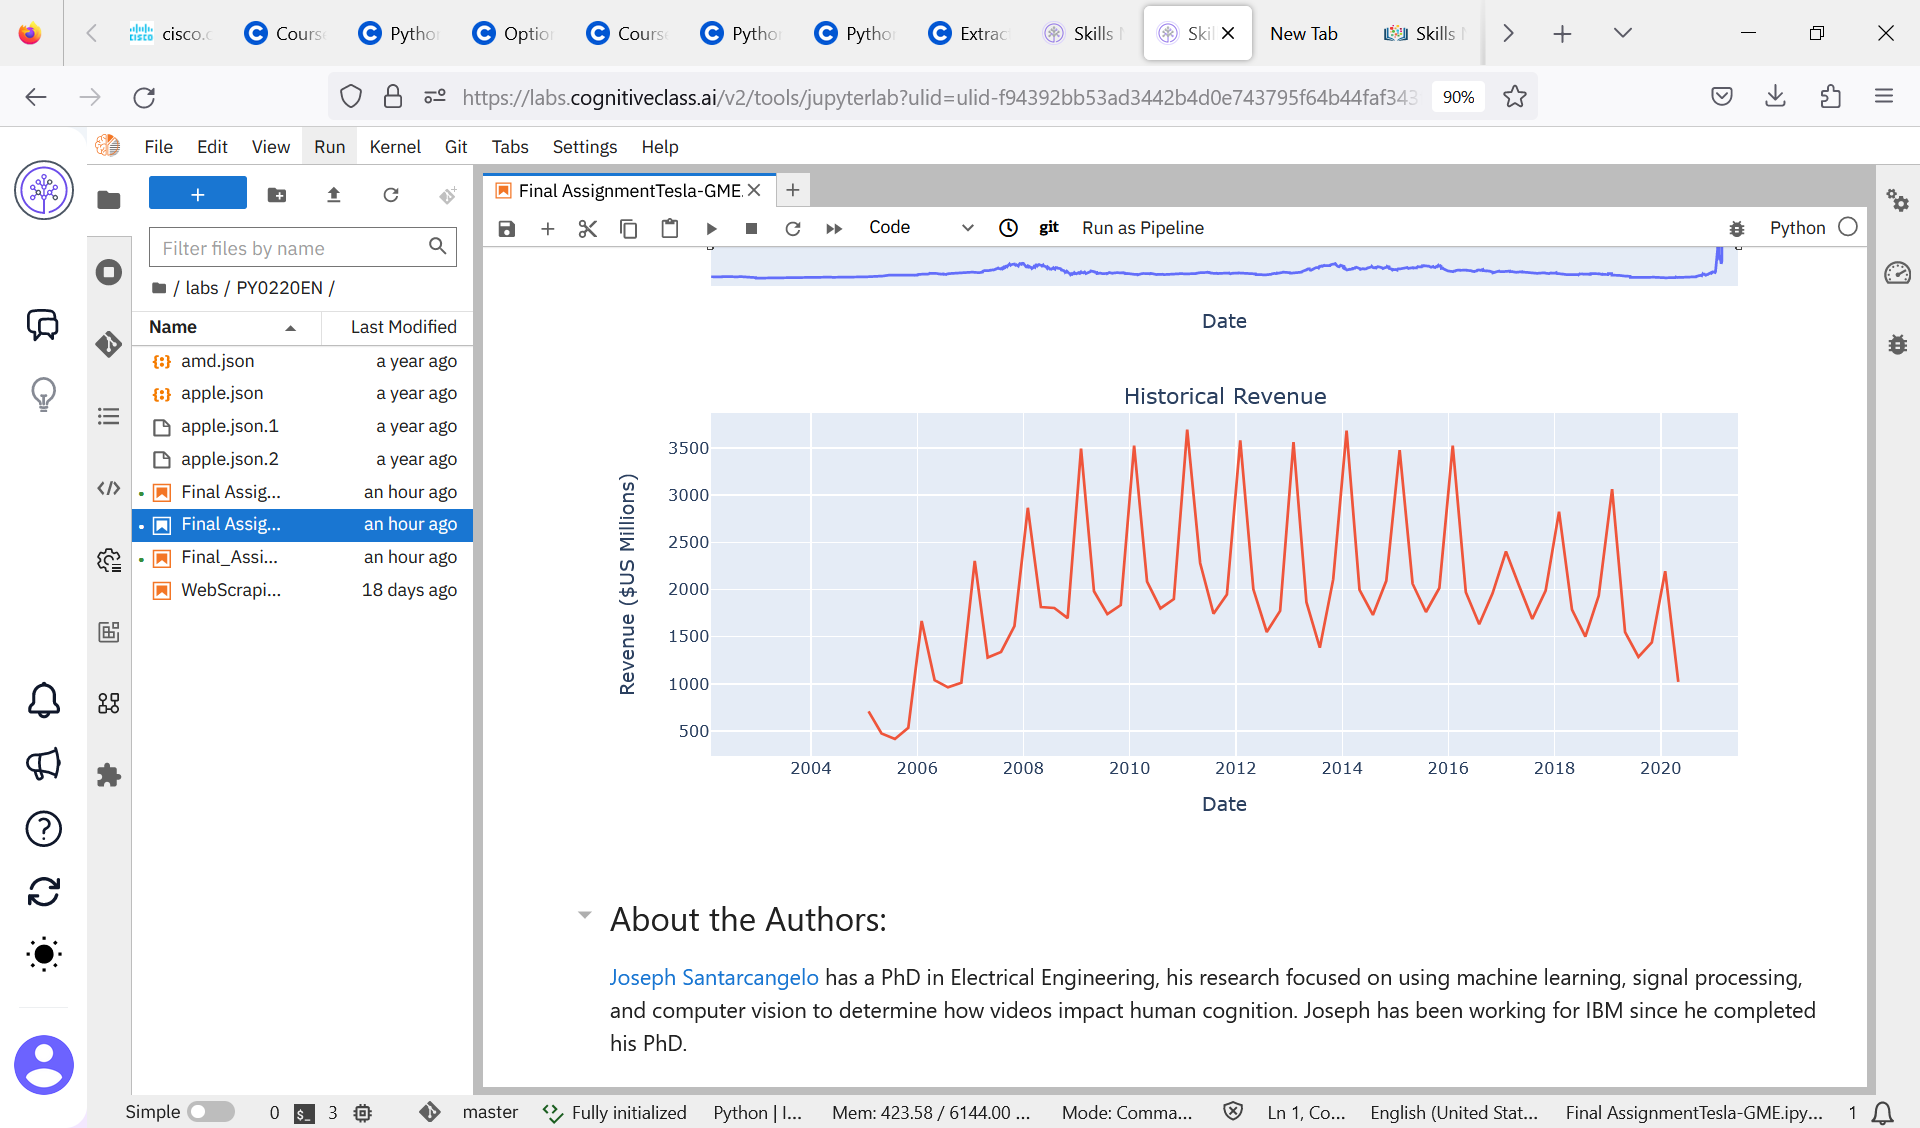 cisco.c
Course
Python
Option
Course
Python
Python
Extract
Skills N
Skil
New Tab
Skills N
https://labs.cognitiveclass.ai/v2/tools/jupyterlab?ulid=ulid-f94392bb53ad3442b4d0e743795f64b44faf343
90%
File Edit View Run Kernel Git Tabs Settings Help
Final AssignmentTesla-GME.
Code
git
Run as Pipeline
Python
Filter files by name
/ labs / PY0220EN /
Name Last Modified
amd.json a year ago
apple.json a year ago
apple.json.1 a year ago
apple.json.2 a year ago
Final Assig... an hour ago
Final Assig... an hour ago
Final_Assi... an hour ago
WebScrapi... 18 days ago
Date
Historical Revenue
Revenue ($US Millions)
3500
3000
2500
2000
1500
1000
500
2004 2006 2008 2010 2012 2014 2016 2018 2020
Date
About the Authors:
Joseph Santarcangelo has a PhD in Electrical Engineering, his research focused on using machine learning, signal processing,
and computer vision to determine how videos impact human cognition. Joseph has been working for IBM since he completed
his PhD.
Simple 0 $_ 3 master Fully initialized Python | I... Mem: 423.58 / 6144.00 ... Mode: Comma... Ln 1, Co... English (United Stat... Final AssignmentTesla-GME.ipy... 1